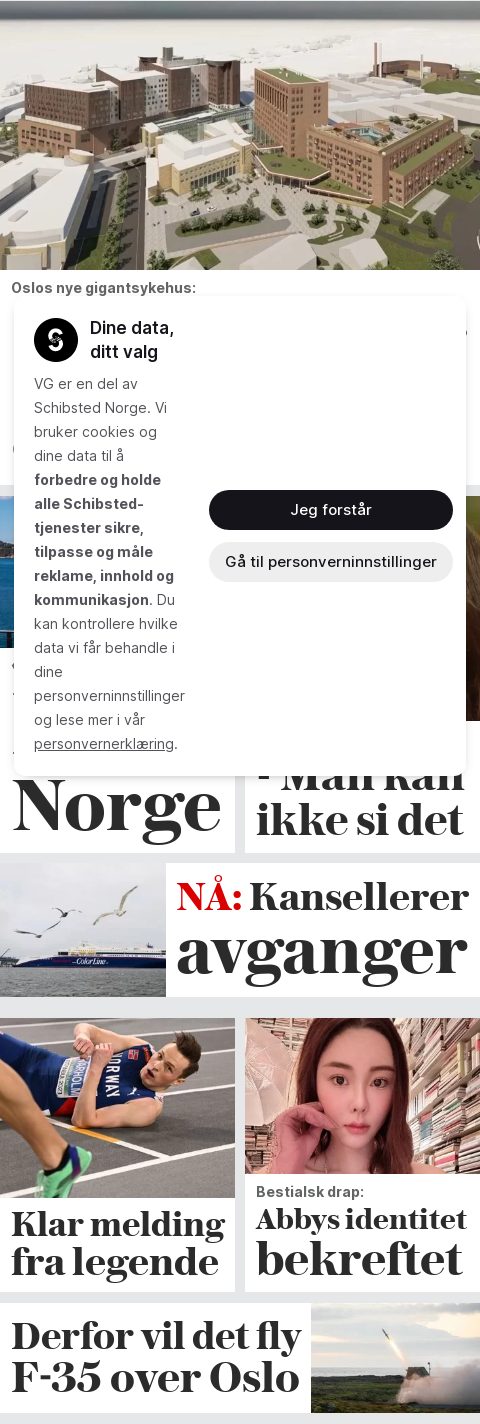 Oslos nye gigantsykehus:
Dine data,
ditt valg
VG er en del av
Schibsted Norge. Vi
bruker cookies og
dine data til å
forbedre og holde
alle Schibsted-
tjenester sikre,
tilpasse og måle
reklame, innhold og
kommunikasjon. Du
kan kontrollere hvilke
data vi får behandle i
dine
personverninnstillinger
og lese mer i vår
personvernerklæring.
Jeg forstår
Gå til personverninnstillinger
Norge
- Man kan
ikke si det
ColorLine
NÅ: Kansellerer
avganger
NORWAY
WARHOLM
Klar melding
fra legende
Bestialsk drap:
Abbys identitet
bekreftet
Derfor vil det fly
F-35 over Oslo